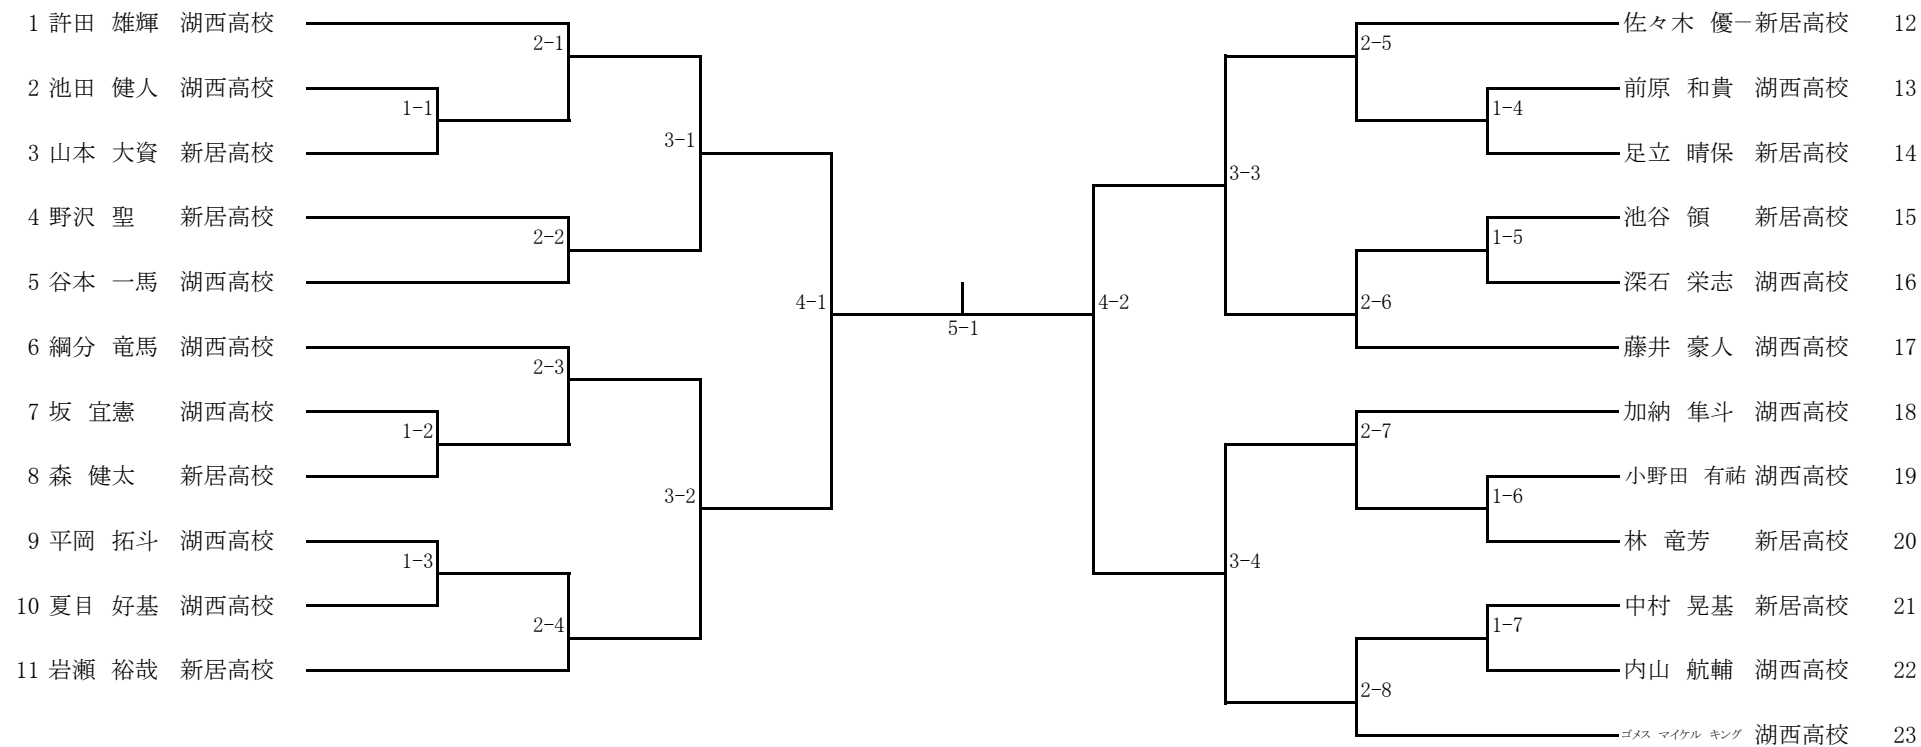 1 許田 雄輝 湖西高校
2 池田 健人 湖西高校
3 山本 大資 新居高校
4 野沢 聖 新居高校
5 谷本 一馬 湖西高校
6 綱分 竜馬 湖西高校
7 坂 宜憲 湖西高校
8 森 健太 新居高校
9 平岡 拓斗 湖西高校
10 夏目 好基 湖西高校
11 岩瀬 裕哉 新居高校
2-1
1-1
3-1
2-2
4-1
2-3
1-2
3-2
1-3
2-4
5-1
佐々木 優一 新居高校 12
前原 和貴 湖西高校 13
足立 晴保 新居高校 14
池谷 領 新居高校 15
深石 栄志 湖西高校 16
藤井 豪人 湖西高校 17
加納 隼斗 湖西高校 18
小野田 有祐 湖西高校 19
林 竜芳 新居高校 20
中村 晃基 新居高校 21
内山 航輔 湖西高校 22
ゴメス マイケル キング 湖西高校 23
2-5
1-4
3-3
1-5
2-6
4-2
2-7
1-6
3-4
1-7
2-8